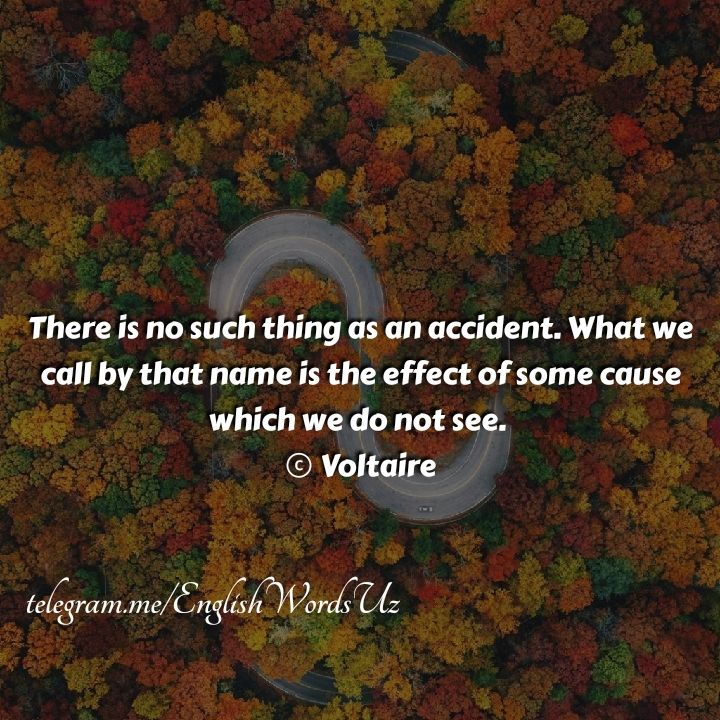 There is no such thing as an accident. What we
call by that name is the effect of some cause
which we do not see.
© Voltaire
telegram.me/EnglishWordsUz